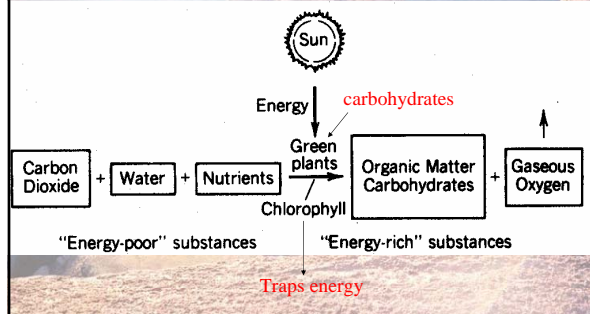 Sun
Energy
carbohydrates
Green
plants
Carbon
Dioxide
+ Water + Nutrients
Organic Matter
Carbohydrates
+
Gaseous
Oxygen
Chlorophyll
"Energy-poor" substances
"Energy-rich" substances
Traps energy